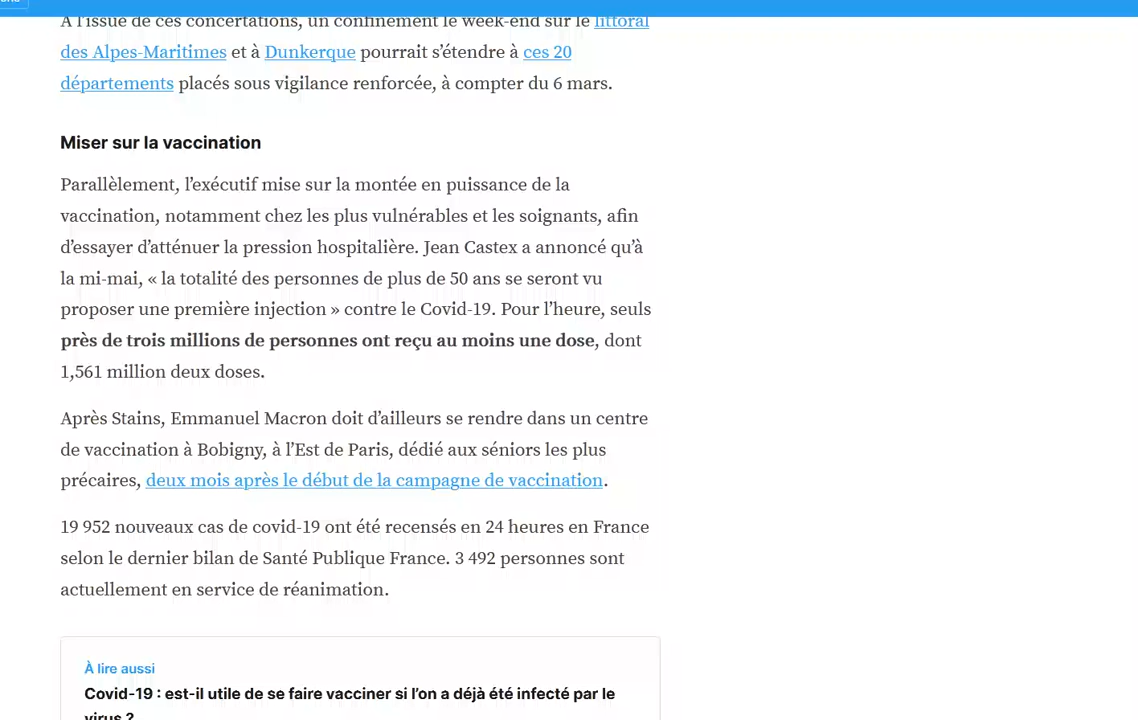 À l'issue de ces concertations, un confinement le week-end sur le littoral
des Alpes-Maritimes et à Dunkerque pourrait s’étendre à ces 20
départements placés sous vigilance renforcée, à compter du 6 mars.
Miser sur la vaccination
Parallèlement, l’exécutif mise sur la montée en puissance de la
vaccination, notamment chez les plus vulnérables et les soignants, afin
d’essayer d’atténuer la pression hospitalière. Jean Castex a annoncé qu’à
la mi-mai, « la totalité des personnes de plus de 50 ans se seront vu
proposer une première injection » contre le Covid-19. Pour l’heure, seuls
près de trois millions de personnes ont reçu au moins une dose, dont
1,561 million deux doses.
Après Stains, Emmanuel Macron doit d’ailleurs se rendre dans un centre
de vaccination à Bobigny, à l’Est de Paris, dédié aux séniors les plus
précaires, deux mois après le début de la campagne de vaccination.
19 952 nouveaux cas de covid-19 ont été recensés en 24 heures en France
selon le dernier bilan de Santé Publique France. 3 492 personnes sont
actuellement en service de réanimation.
À lire aussi
Covid-19 : est-il utile de se faire vacciner si l’on a déjà été infecté par le
virus ?